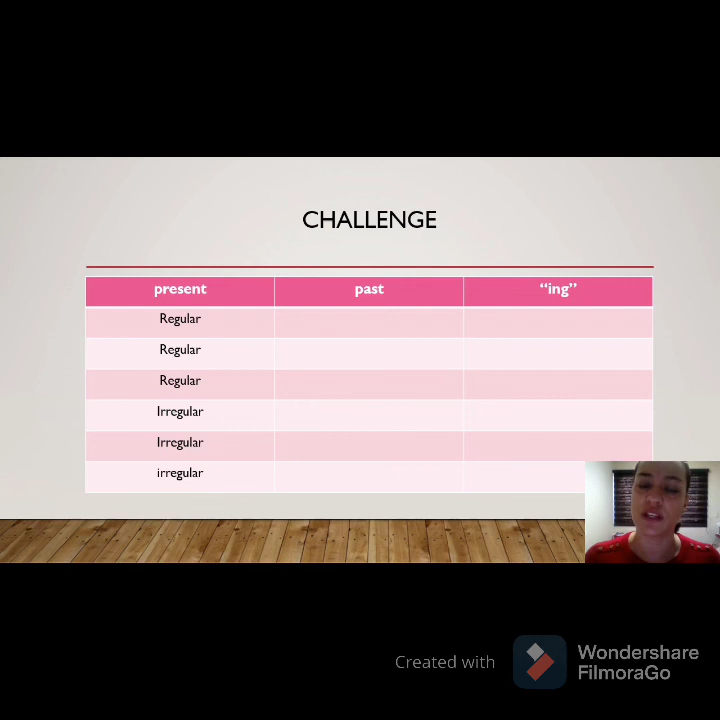 CHALLENGE
present past “ing”
Regular
Regular
Regular
Irregular
Irregular
irregular
Created with
Wondershare
FilmoraGo